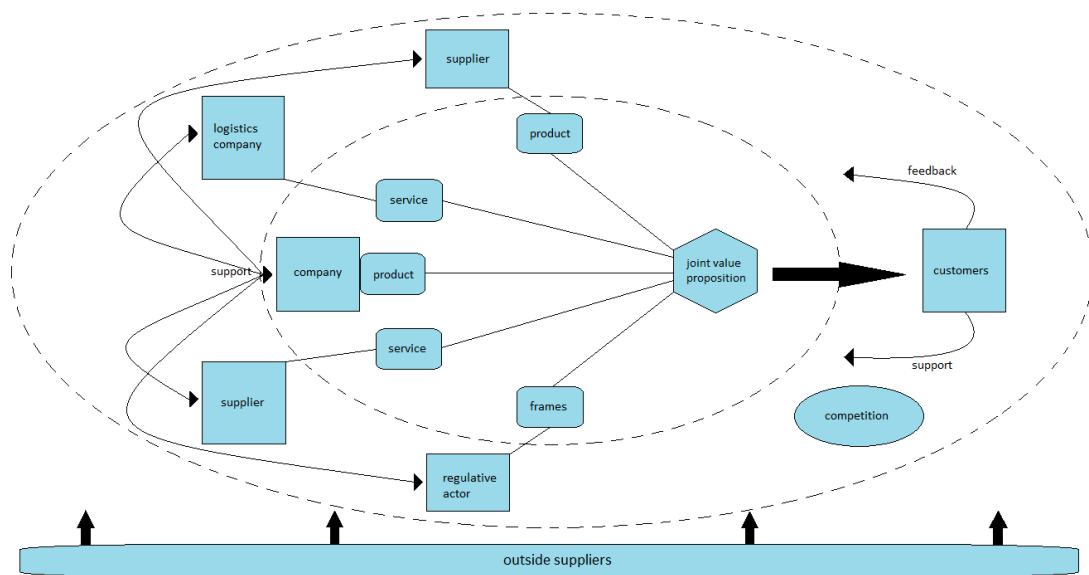 supplier
logistics
company
product
feedback
service
support
company
product
joint value
proposition
customers
service
support
supplier
frames
competition
regulative
actor
outside suppliers